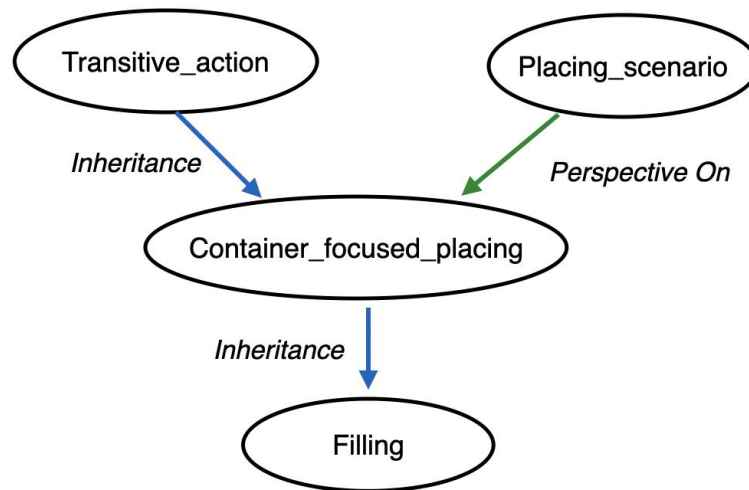 Transitive_action
Placing_scenario
Inheritance
Perspective On
Container_focused_placing
Inheritance
Filling